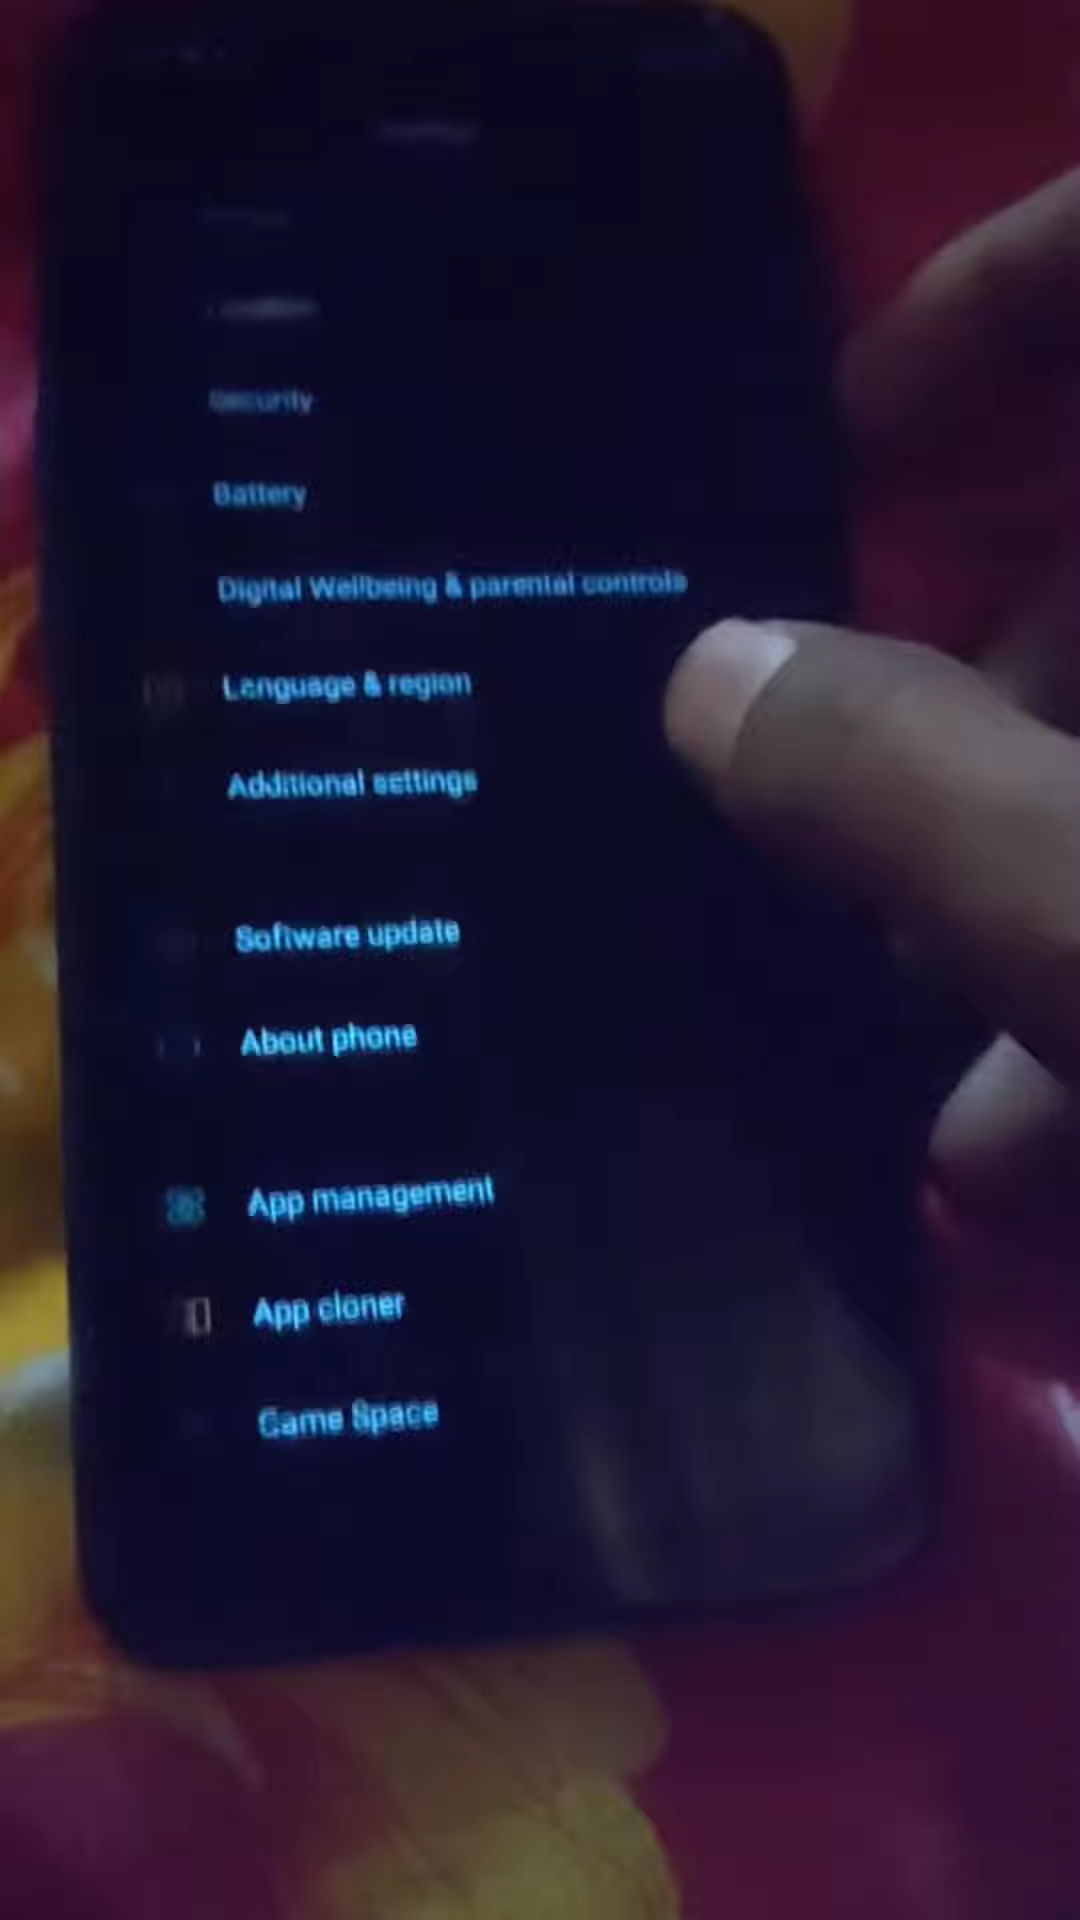 Location
Security
Battery
Digital Wellbeing & parental controls
Language & region
Additional settings
Software update
About phone
App management
App cloner
Game Space